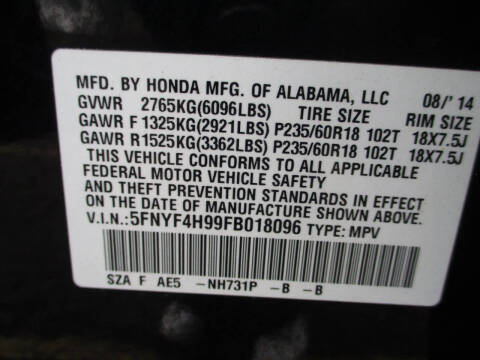 MFD. BY HONDA MFG. OF ALABAMA, LLC 08/'14
GVWR 2765KG(6096LBS) TIRE SIZE RIM SIZE
GAWR F 1325KG(2921LBS) P235/60R18 102T 18X7.5J
GAWR R1525KG(3362LBS) P235/60R18 102T 18X7.5J
THIS VEHICLE CONFORMS TO ALL APPLICABLE
FEDERAL MOTOR VEHICLE SAFETY
AND THEFT PREVENTION STANDARDS IN EFFECT
ON THE DATE OF MANUFACTURE SHOWN ABOVE.
V.I.N.:5FNYF4H99FB018096 TYPE: MPV
SZA F AE5 -NH731P -B -B